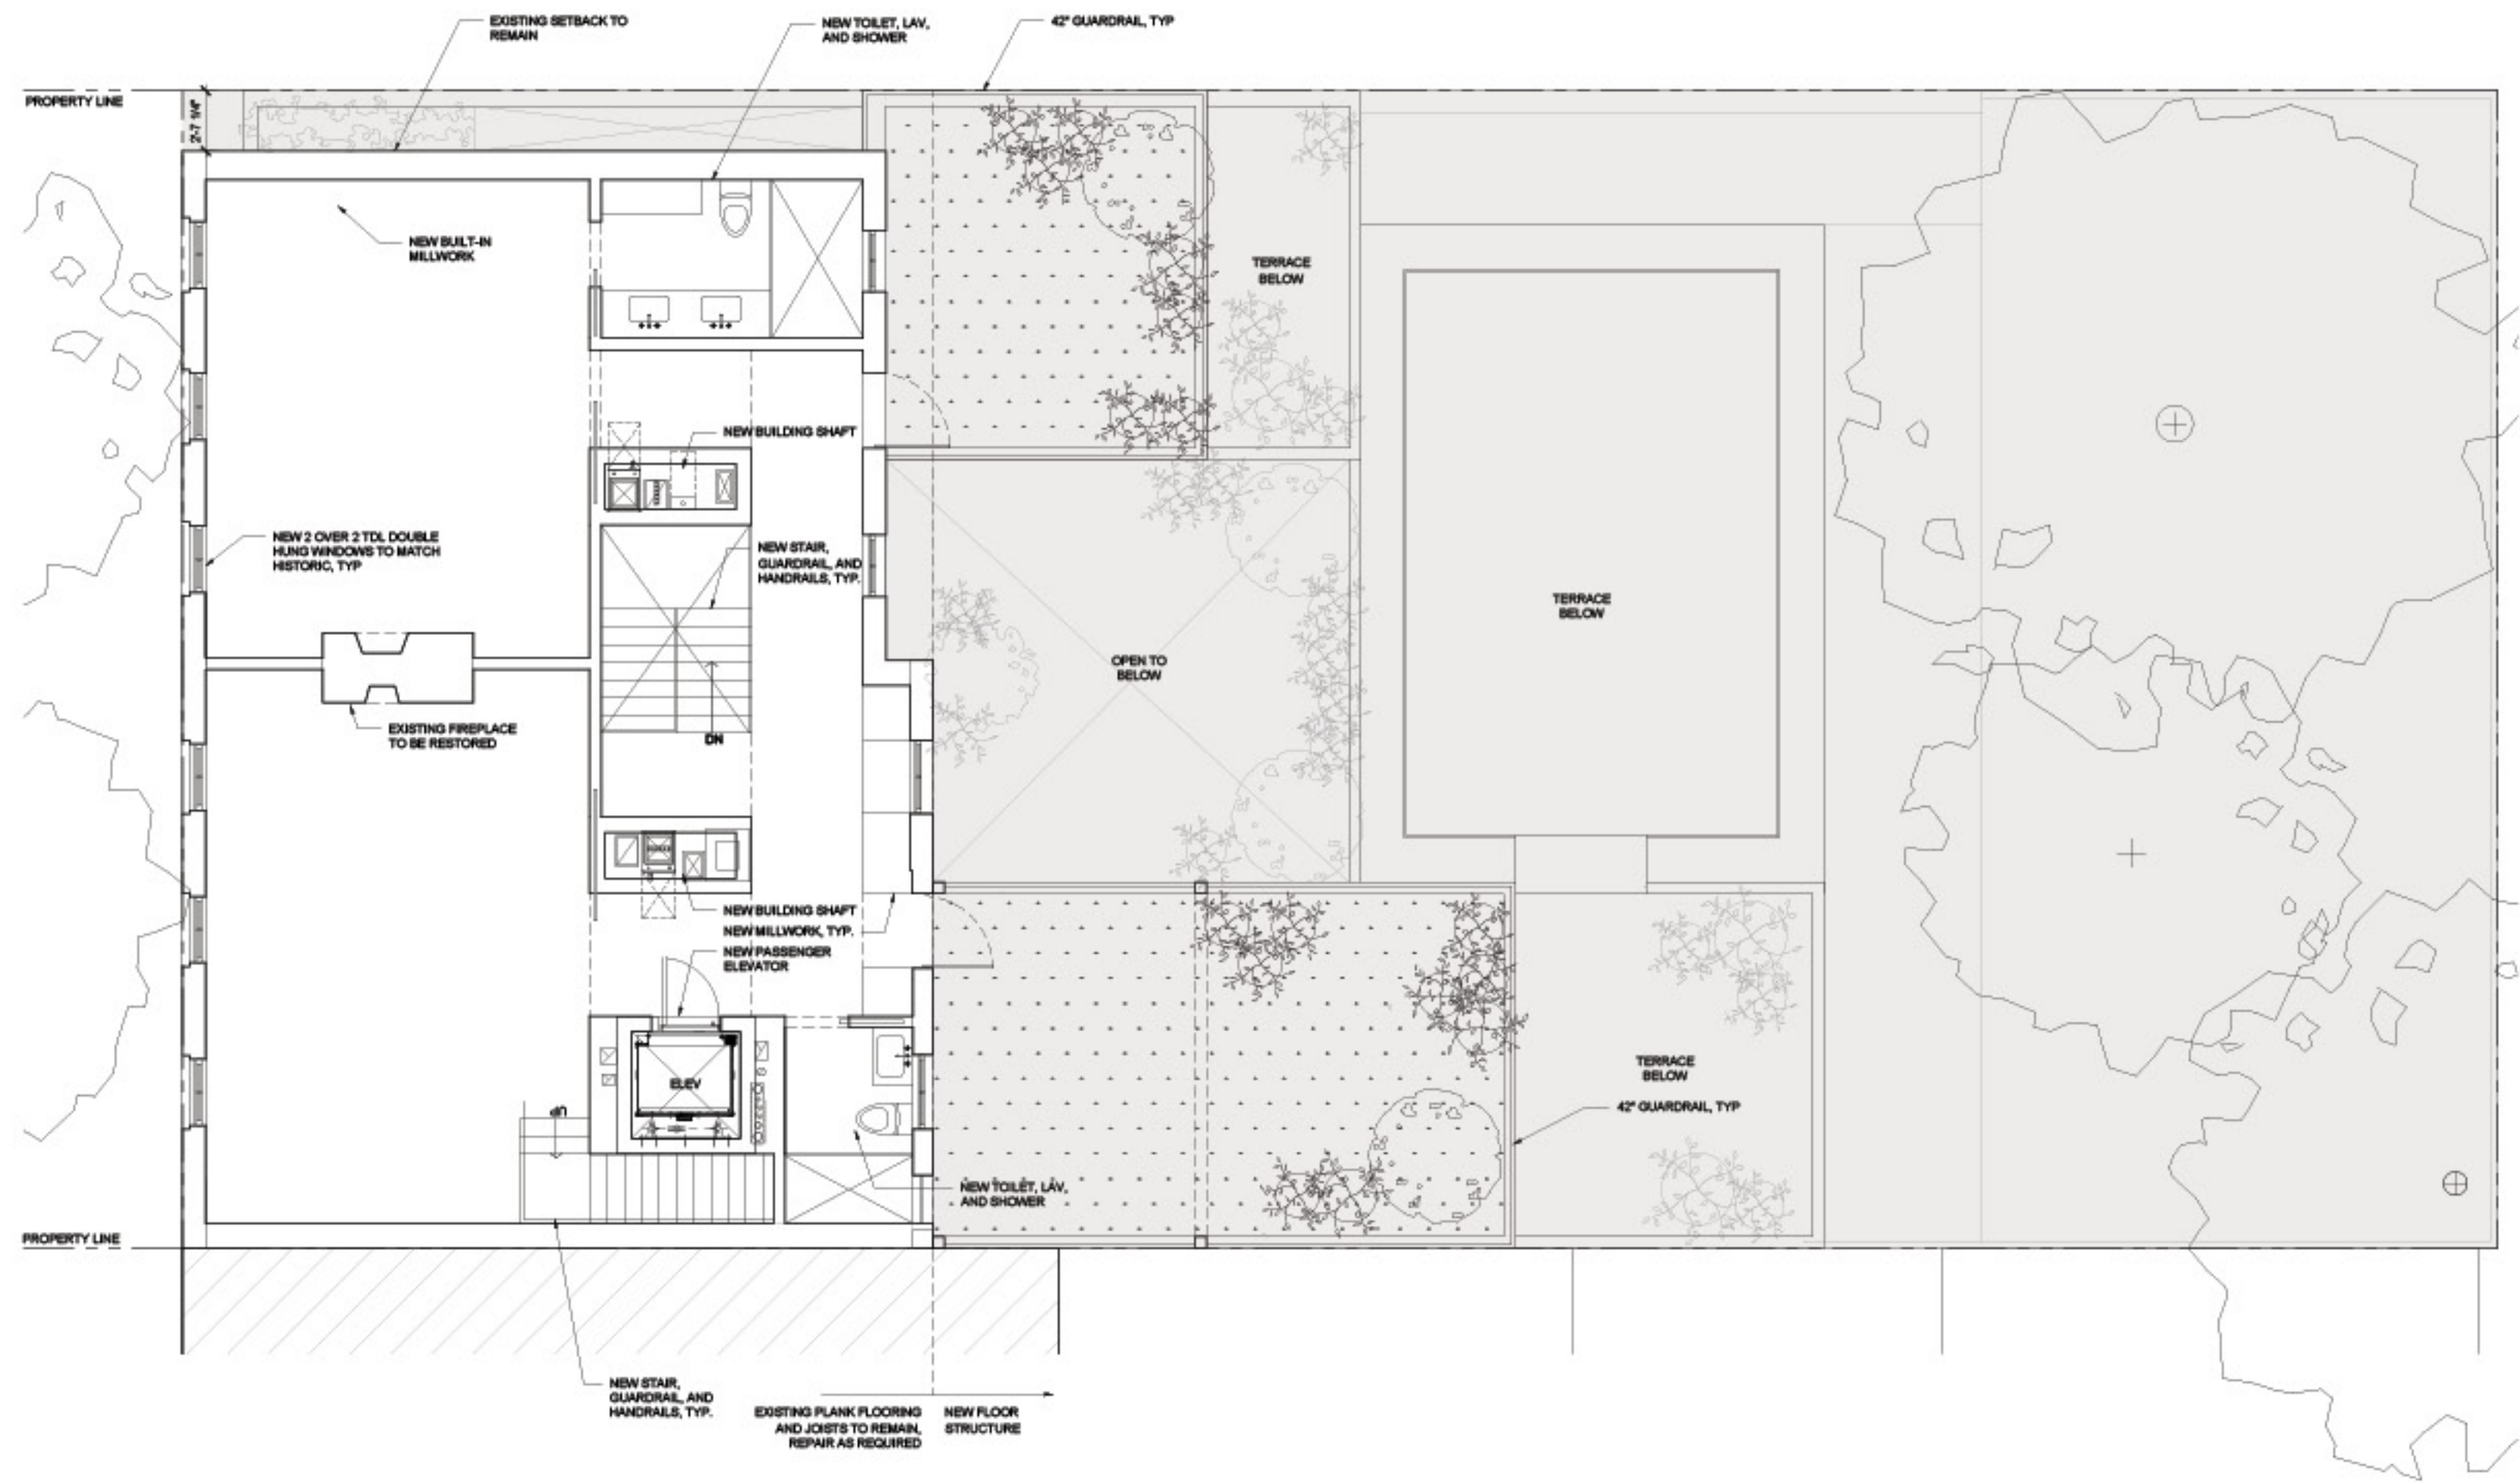 EXISTING SETBACK TO
REMAIN
NEW TOILET, LAV,
AND SHOWER
42" GUARDRAIL, TYP
PROPERTY LINE
2'-7 1/4"
NEW BUILT-IN
MILLWORK
TERRACE
BELOW
NEW BUILDING SHAFT
NEW 2 OVER 2 TDL DOUBLE
HUNG WINDOWS TO MATCH
HISTORIC, TYP
NEW STAIR,
GUARDRAIL, AND
HANDRAILS, TYP.
TERRACE
BELOW
OPEN TO
BELOW
EXISTING FIREPLACE
TO BE RESTORED
DN
NEW BUILDING SHAFT
NEW MILLWORK, TYP.
NEW PASSENGER
ELEVATOR
ELEV
UP
TERRACE
BELOW
42" GUARDRAIL, TYP
NEW TOILET, LAV,
AND SHOWER
PROPERTY LINE
NEW STAIR,
GUARDRAIL, AND
HANDRAILS, TYP.
EXISTING PLANK FLOORING
AND JOISTS TO REMAIN,
REPAIR AS REQUIRED
NEW FLOOR
STRUCTURE